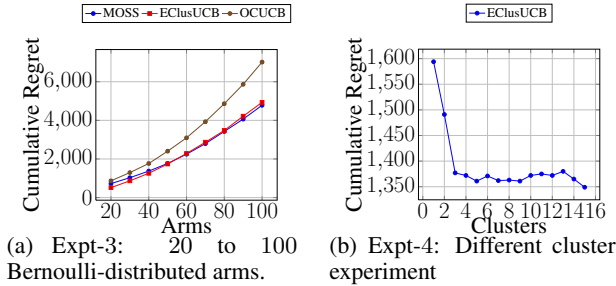 MOSS EClusUCB OCUCB
Cumulative Regret
6,000
4,000
2,000
0
20 40 60 80 100
Arms
(a) Expt-3: 20 to 100
Bernoulli-distributed arms.
EClusUCB
Cumulative Regret
1,600
1,550
1,500
1,450
1,400
1,350
0 2 4 6 8 10 12 14 16
Clusters
(b) Expt-4: Different cluster
experiment